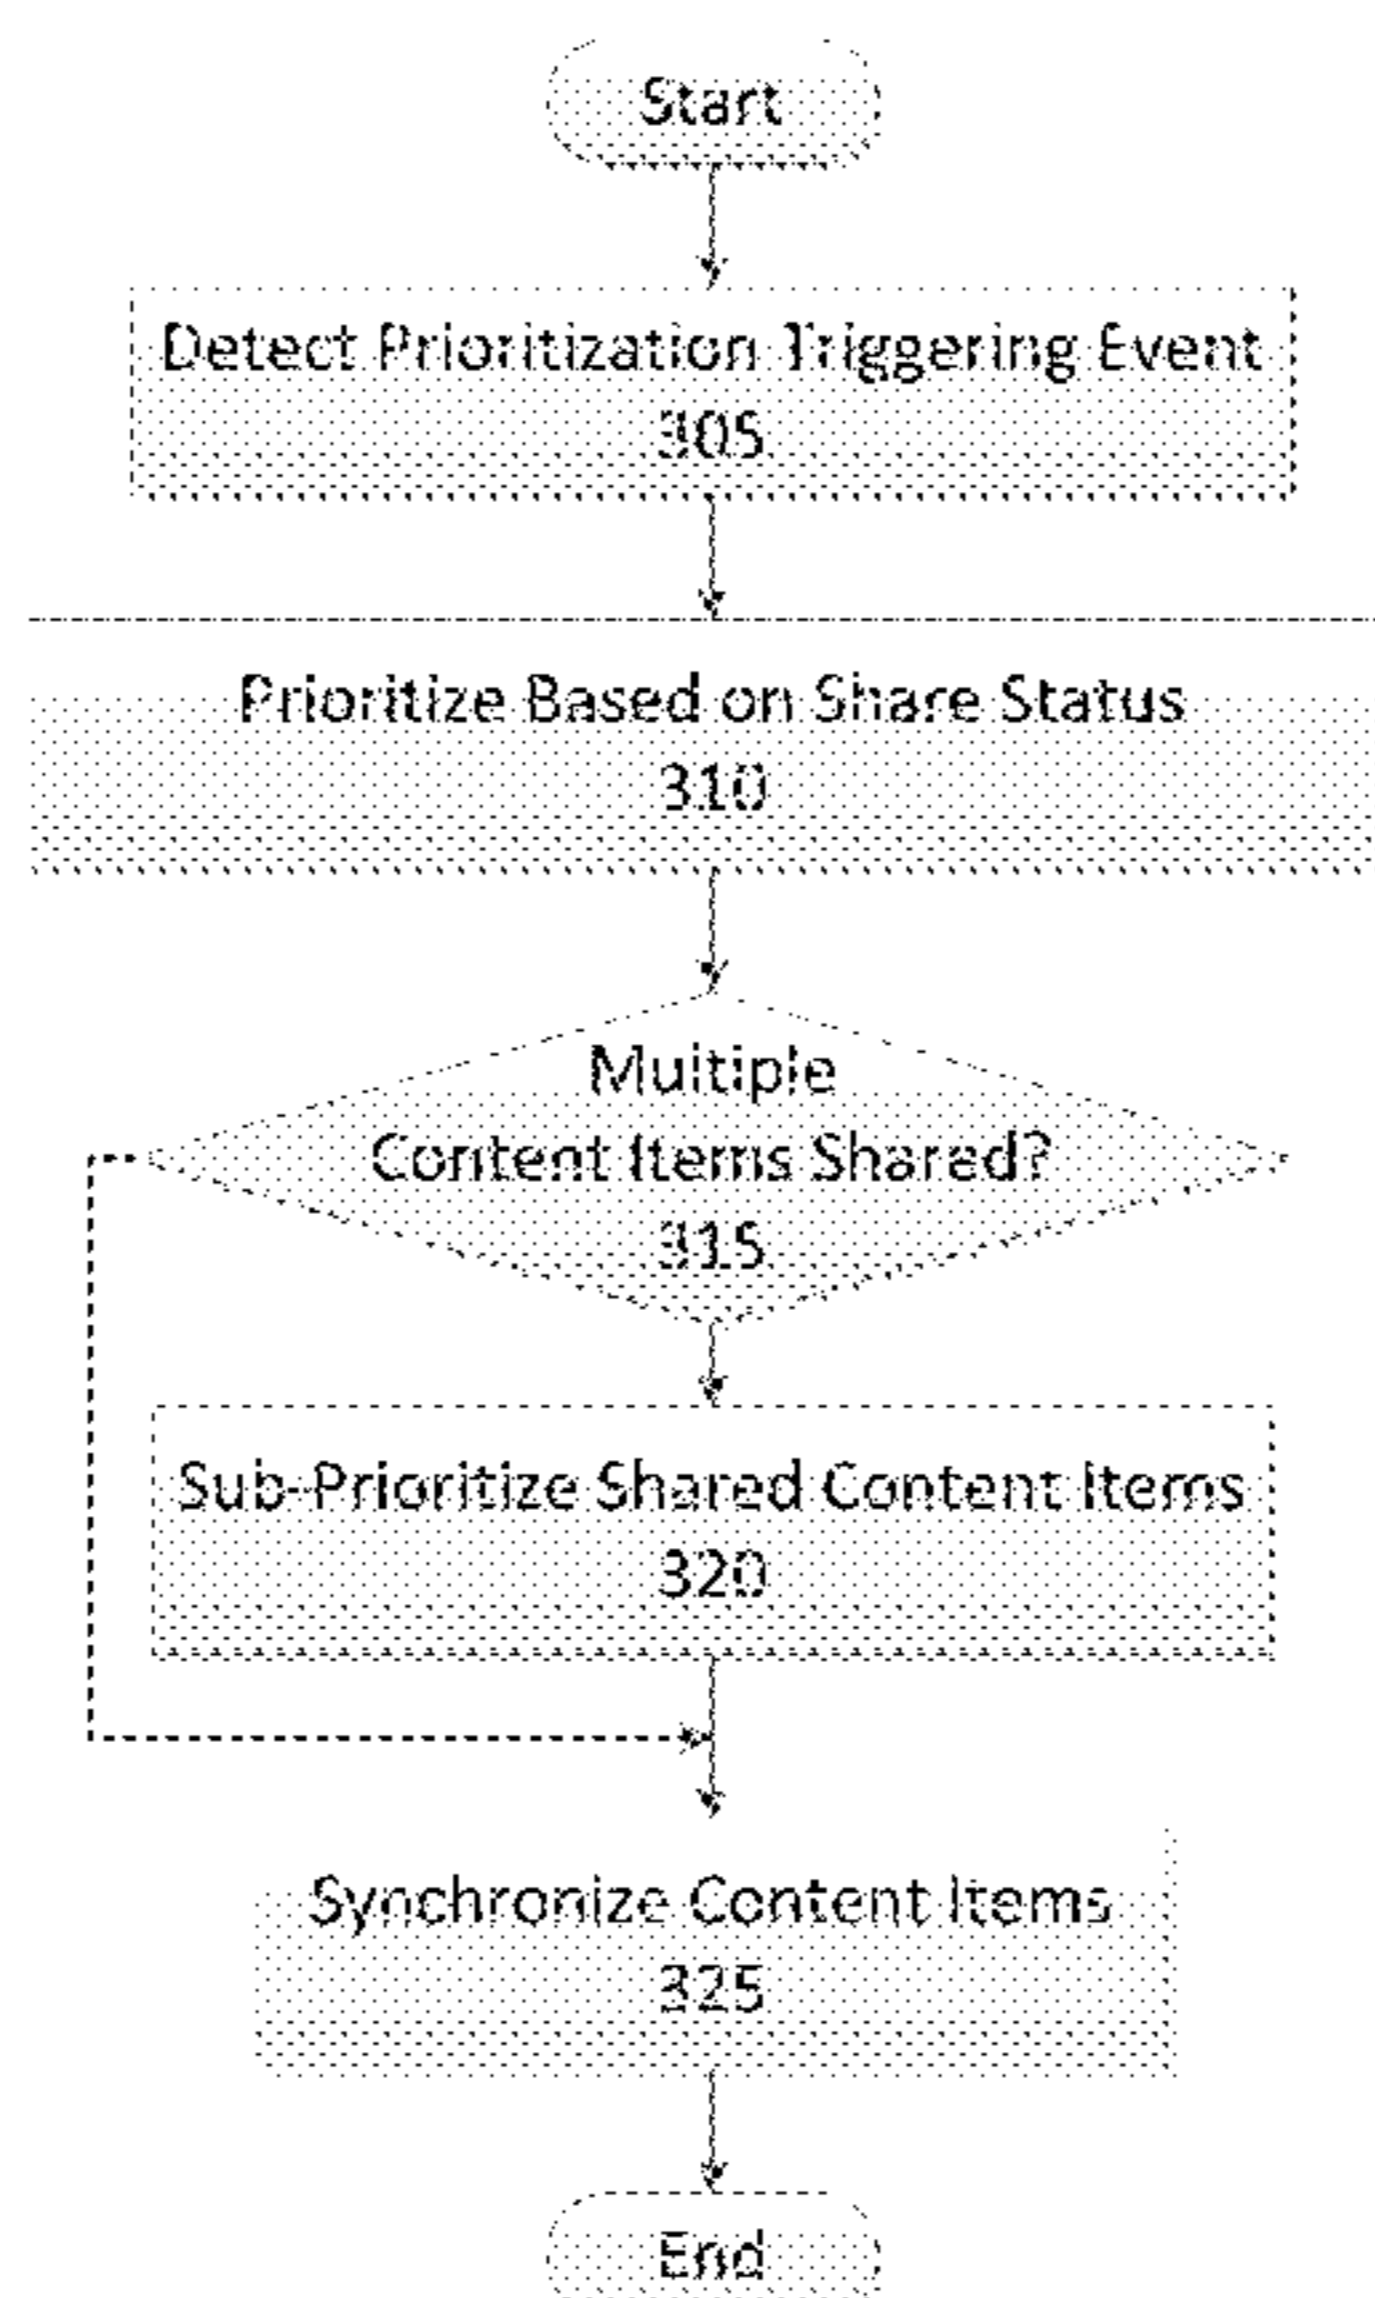 Start
Detect Prioritization Triggering Event
305
Prioritize Based on Share Status
310
Multiple
Content Items Shared?
315
Sub-Prioritize Shared Content Items
320
Synchronize Content Items
325
End